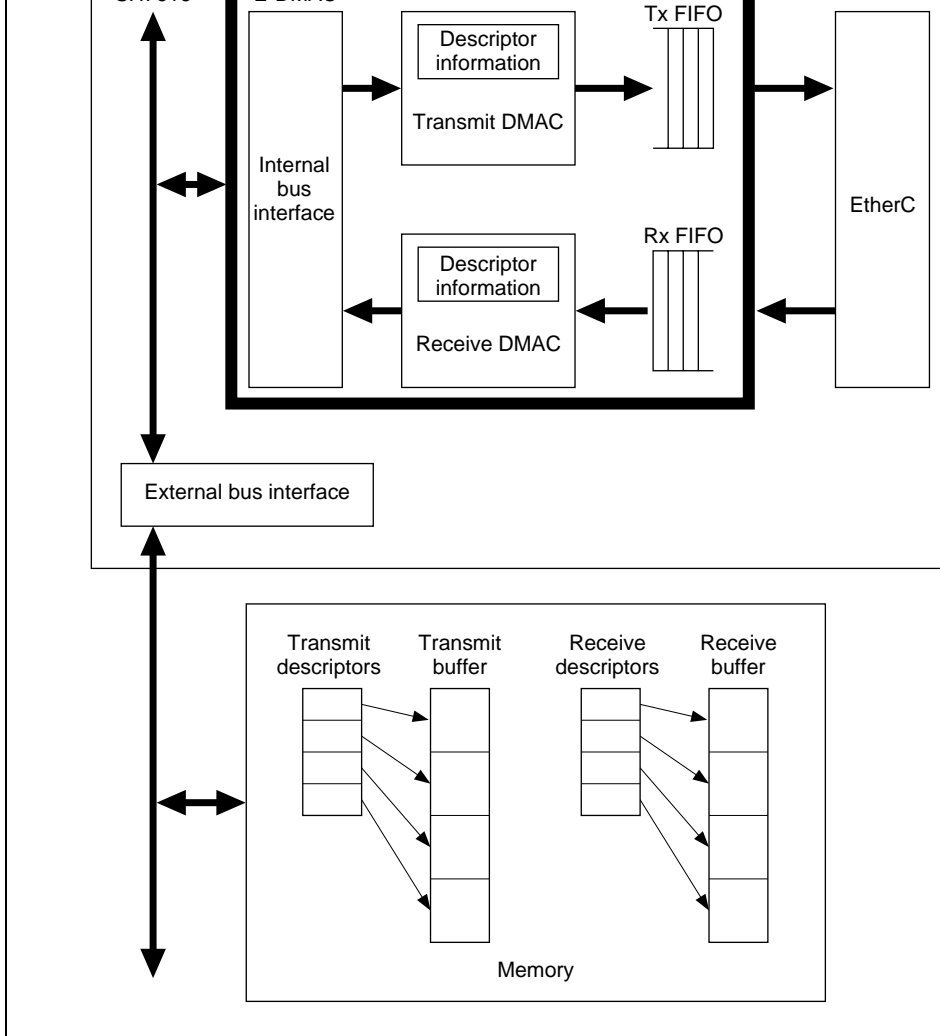 Tx FIFO
Descriptor
information
Transmit DMAC
Internal
bus
interface
EtherC
Rx FIFO
Descriptor
information
Receive DMAC
External bus interface
Transmit
descriptors
Transmit
buffer
Receive
descriptors
Receive
buffer
Memory